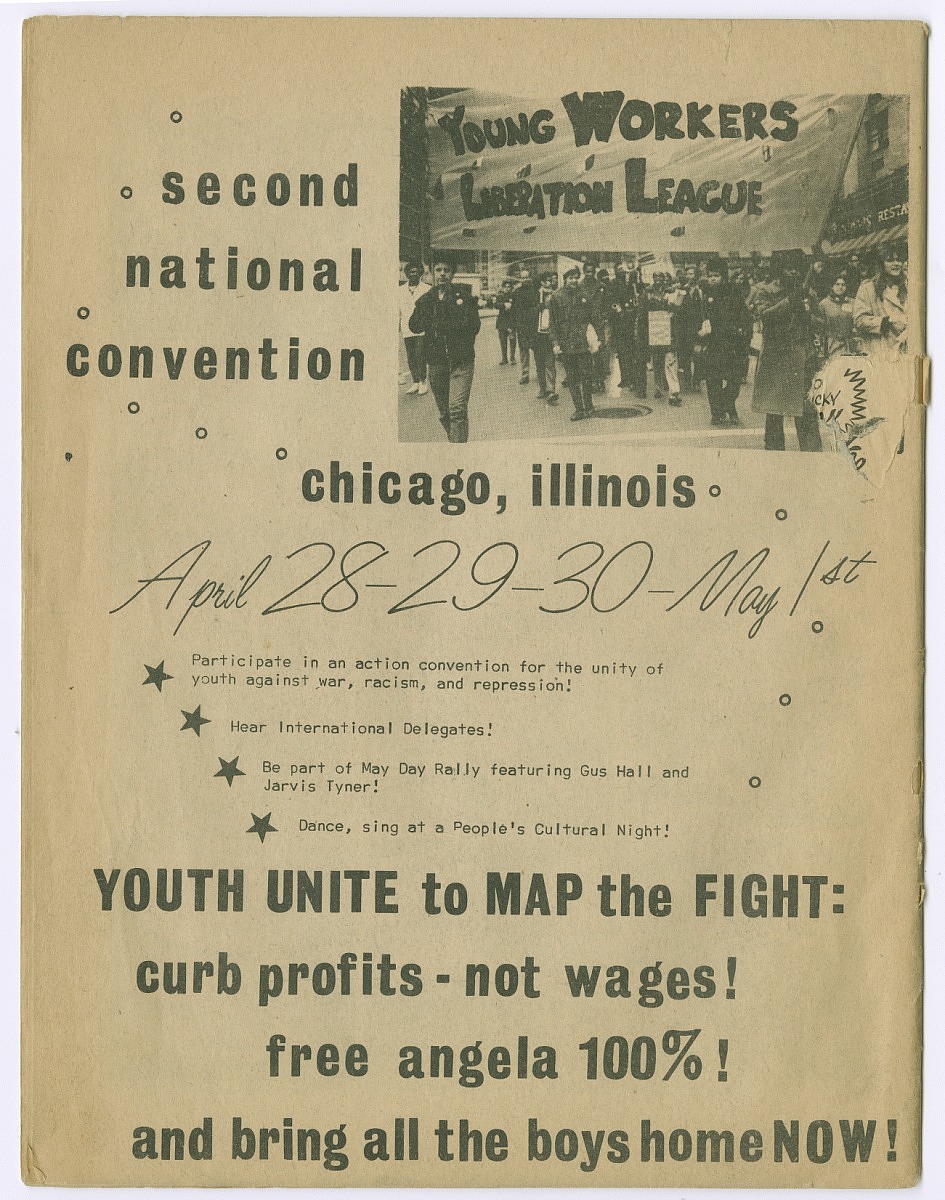 Young Workers
Liberation League
RESTA
second
national
convention
CKY
chicago, illinois
April 28-29-30-May 1st
Participate in an action convention for the unity of
youth against war, racism, and repression!
Hear International Delegates!
Be part of May Day Rally featuring Gus Hall and
Jarvis Tyner!
Dance, sing at a People's Cultural Night!
YOUTH UNITE to MAP the FIGHT:
curb profits - not wages!
free angela 100%!
and bring all the boys home NOW!